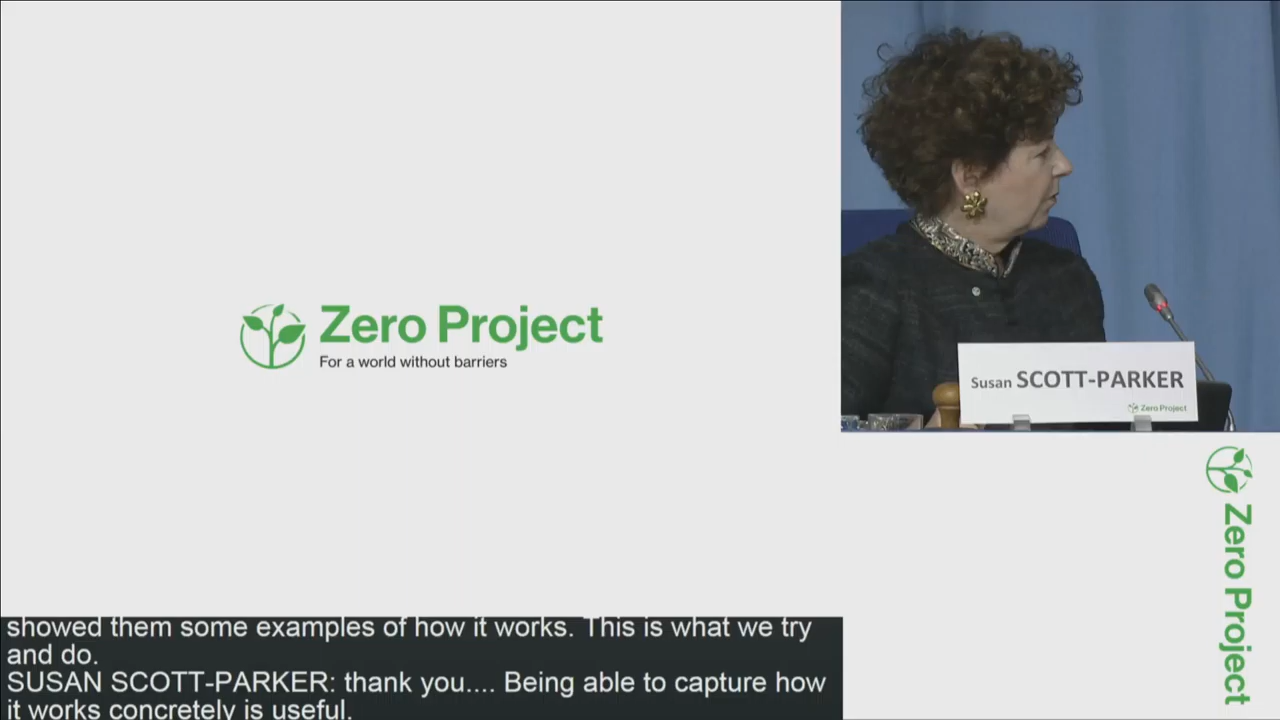 Zero Project
For a world without barriers
Susan SCOTT-PARKER
Zero Project
Zero Project
showed them some examples of how it works. This is what we try
and do.
SUSAN SCOTT-PARKER: thank you.... Being able to capture how
it works concretely is useful.